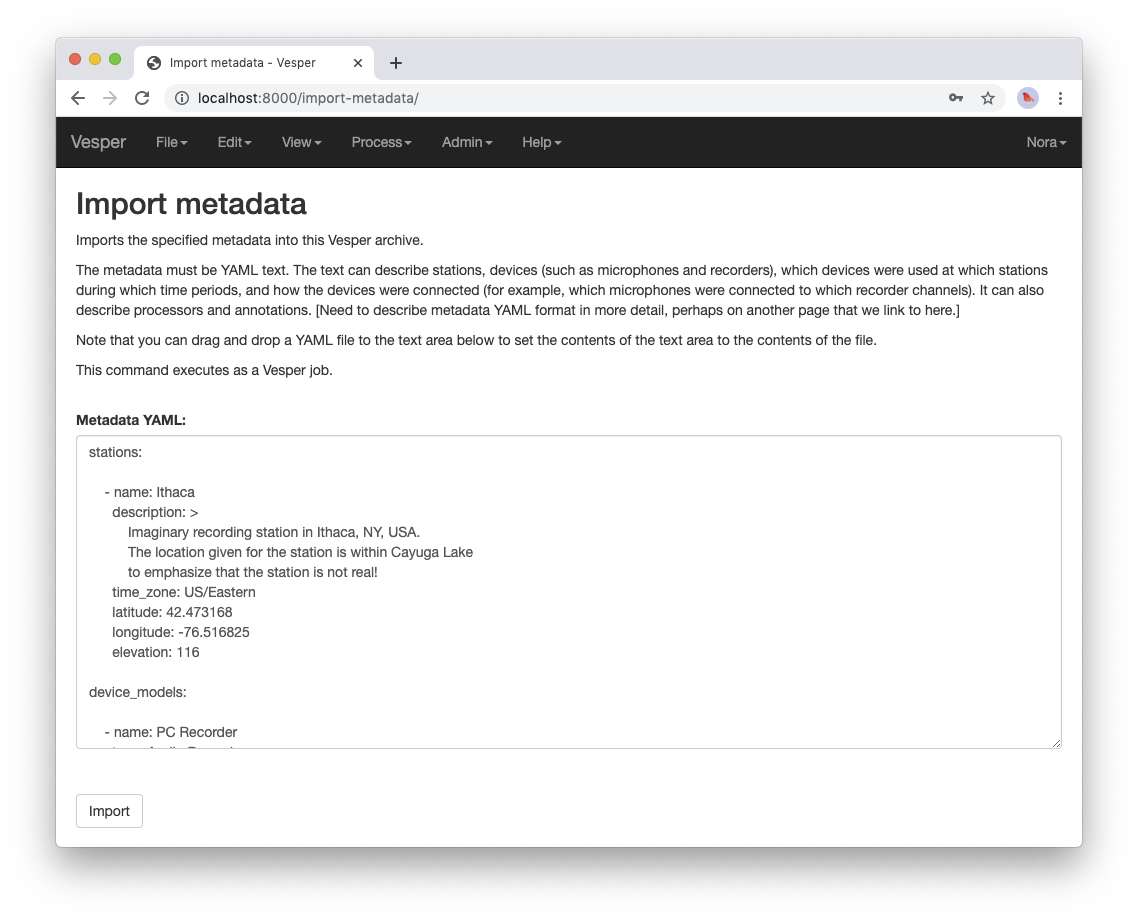 Import metadata - Vesper
localhost:8000/import-metadata/
Vesper File Edit View Process Admin Help Nora
Import metadata
Imports the specified metadata into this Vesper archive.
The metadata must be YAML text. The text can describe stations, devices (such as microphones and recorders), which devices were used at which stations
during which time periods, and how the devices were connected (for example, which microphones were connected to which recorder channels). It can also
describe processors and annotations. [Need to describe metadata YAML format in more detail, perhaps on another page that we link to here.]
Note that you can drag and drop a YAML file to the text area below to set the contents of the text area to the contents of the file.
This command executes as a Vesper job.
Metadata YAML:
stations:
- name: Ithaca
description: >
Imaginary recording station in Ithaca, NY, USA.
The location given for the station is within Cayuga Lake
to emphasize that the station is not real!
time_zone: US/Eastern
latitude: 42.473168
longitude: -76.516825
elevation: 116
device_models:
- name: PC Recorder
Import